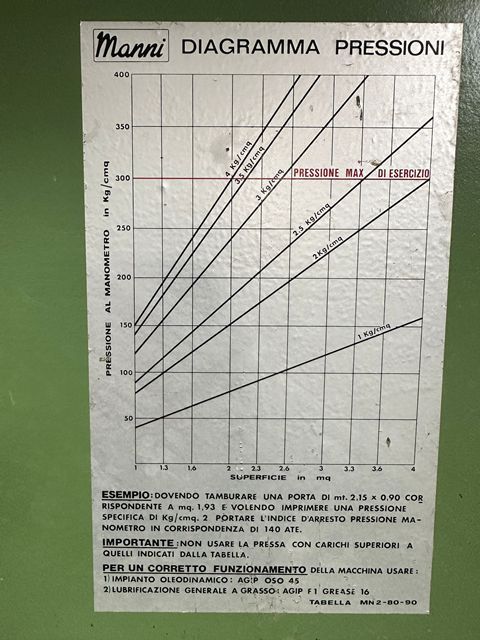 Manni DIAGRAMMA PRESSIONI
400
350
300
250
200
150
100
50
PRESSIONE AL MANOMETRO in Kg/cmq
4 Kg/cmq
3,5 Kg/cmq
3 Kg/cmq
2,5 Kg/cmq
2Kg/cmq
1 Kg/cmq
PRESSIONE MAX DI ESERCIZIO
1 1.3 1.6 2 2.3 2.6 3 3.3 3.6 4
SUPERFICIE in mq
ESEMPIO: DOVENDO TAMBURARE UNA PORTA DI mt. 2.15 x 0.90 COR
RISPONDENTE A mq. 1,93 E VOLENDO IMPRIMERE UNA PRESSIONE
SPECIFICA DI Kg/cmq. 2 PORTARE L'INDICE D'ARRESTO PRESSIONE MA-
NOMETRO IN CORRISPONDENZA DI 140 ATE.
IMPORTANTE: NON USARE LA PRESSA CON CARICHI SUPERIORI A
QUELLI INDICATI DALLA TABELLA.
PER UN CORRETTO FUNZIONAMENTO DELLA MACCHINA USARE:
1) IMPIANTO OLEODINAMICO: AGIP OSO 45
2) LUBRIFICAZIONE GENERALE A GRASSO: AGIP F1 GREASE 16
TABELLA MN2-80-90